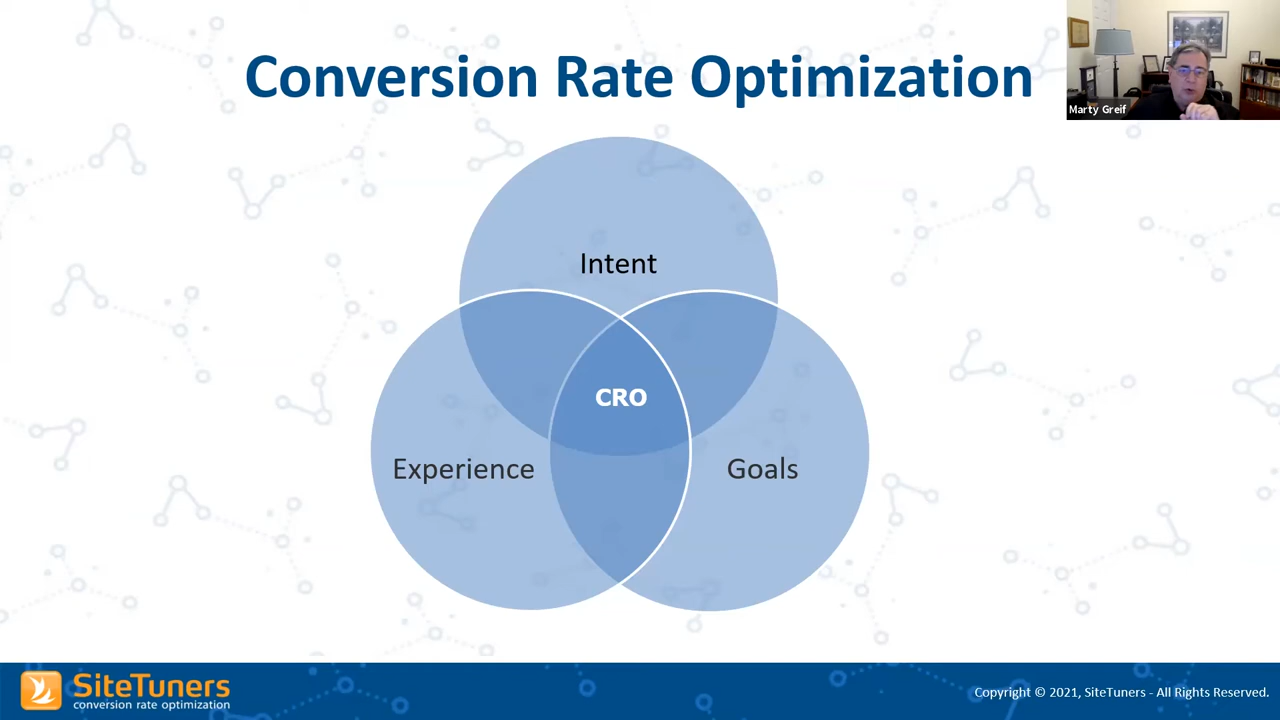 Conversion Rate Optimization
Marty Greif
Intent
CRO
Experience
Goals
SiteTuners
conversion rate optimization
Copyright © 2021, SiteTuners - All Rights Reserved.